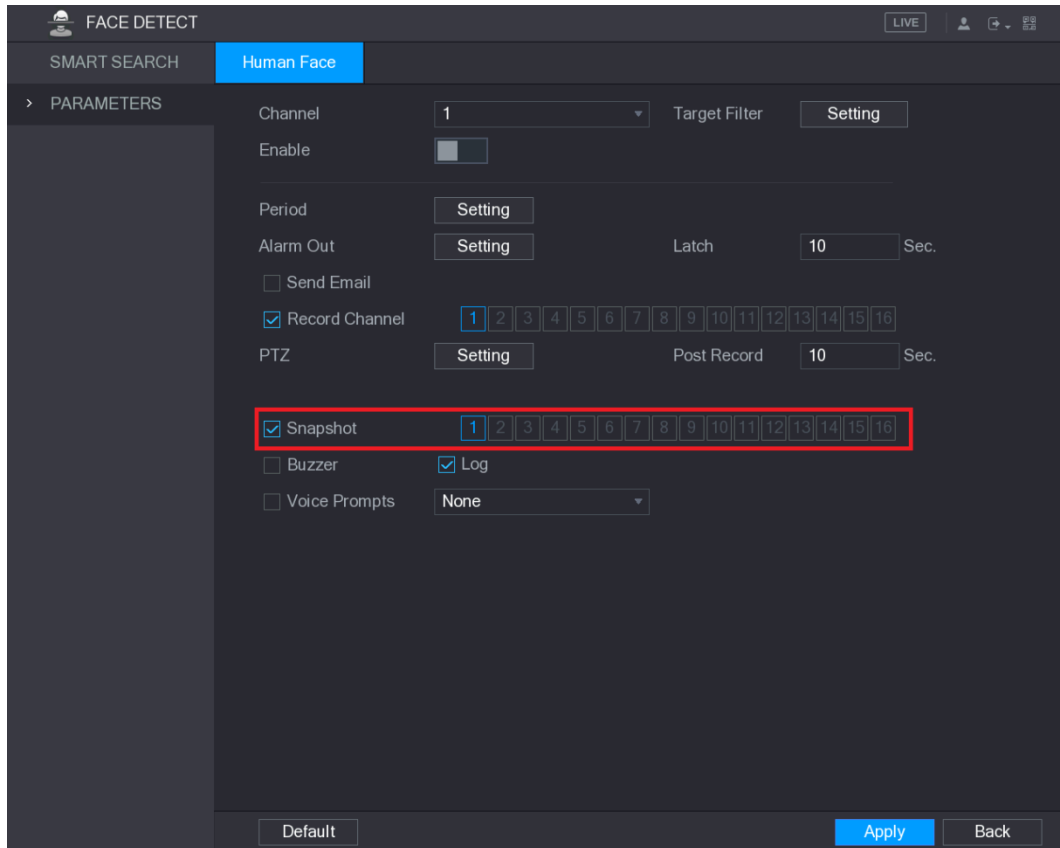 FACE DETECT LIVE
SMART SEARCH Human Face
> PARAMETERS
Channel 1 Target Filter Setting
Enable
Period Setting
Alarm Out Setting Latch 10 Sec.
Send Email
Record Channel 1 2 3 4 5 6 7 8 9 10 11 12 13 14 15 16
PTZ Setting Post Record 10 Sec.
Snapshot 1 2 3 4 5 6 7 8 9 10 11 12 13 14 15 16
Buzzer Log
Voice Prompts None
Default Apply Back